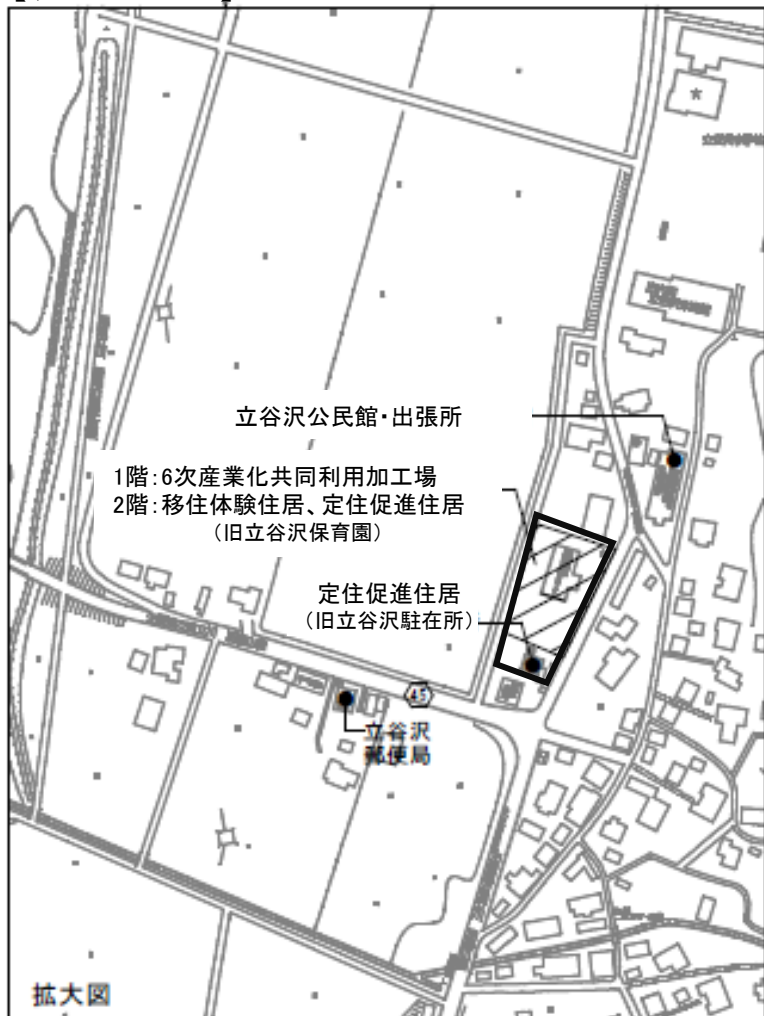 立谷沢公民館・出張所
1階：6次産業化共同利用加工場
2階：移住体験住居、定住促進住居
（旧立谷沢保育園）
定住促進住居
（旧立谷沢駐在所）
45
立谷沢
郵便局
拡大図